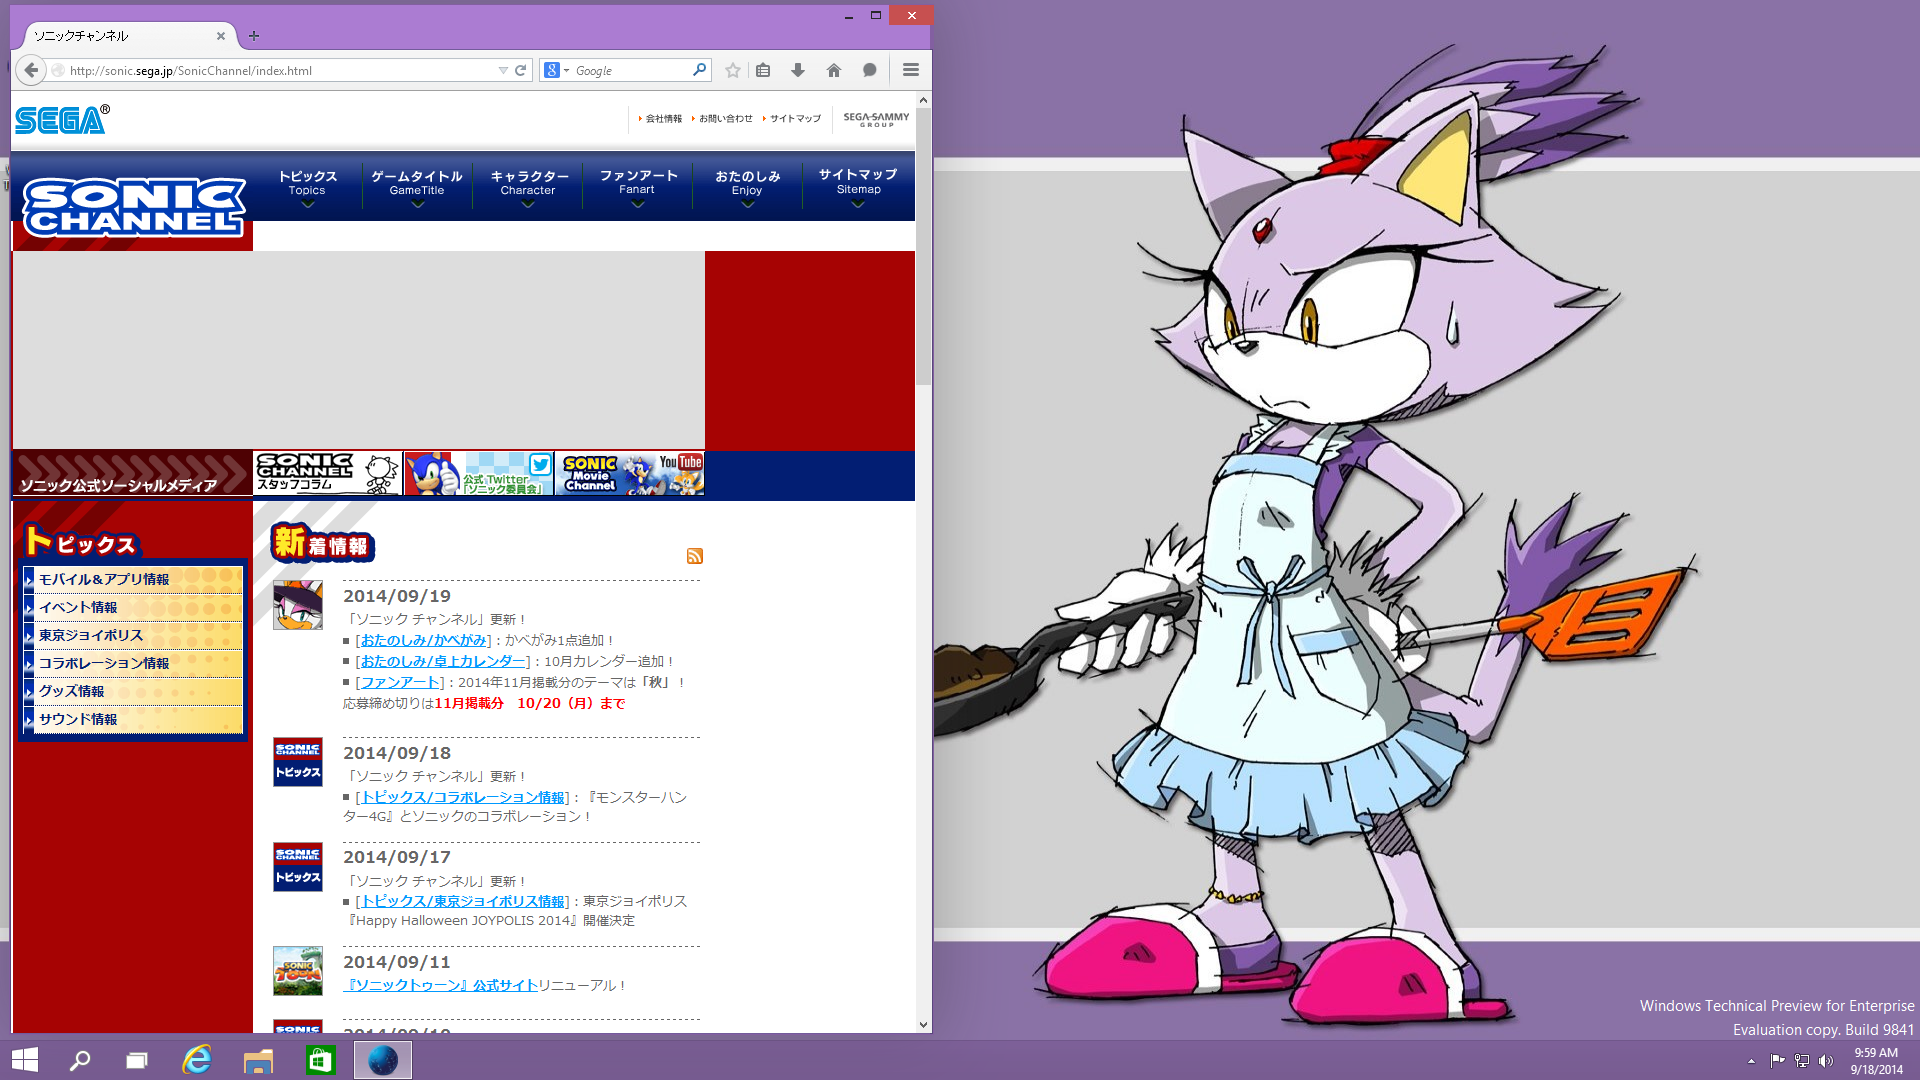 ソニックチャンネル
http://sonic.sega.jp/SonicChannel/index.html
Google
SEGA®
会社情報 お問い合わせ サイトマップ
SEGA SAMMY GROUP
SONIC CHANNEL
トピックス Topics
ゲームタイトル GameTitle
キャラクター Character
ファンアート Fanart
おたのしみ Enjoy
サイトマップ Sitemap
ソニック公式ソーシャルメディア
SONIC CHANNEL スタッフコラム
公式 Twitter 「ソニック委員会」
SONIC Movie Channel YouTube
トピックス
モバイル&アプリ情報
イベント情報
東京ジョイポリス
コラボレーション情報
グッズ情報
サウンド情報
新着情報
2014/09/19
「ソニック チャンネル」更新！
[おたのしみ/かべがみ]：かべがみ1点追加！
[おたのしみ/卓上カレンダー]：10月カレンダー追加！
[ファンアート]：2014年11月掲載分のテーマは「秋」！
応募締め切りは11月掲載分 10/20（月）まで
SONIC CHANNEL
トピックス
2014/09/18
「ソニック チャンネル」更新！
[トピックス/コラボレーション情報]：『モンスターハン
ター4G』とソニックのコラボレーション！
SONIC CHANNEL
トピックス
2014/09/17
「ソニック チャンネル」更新！
[トピックス/東京ジョイポリス情報]：東京ジョイポリス
『Happy Halloween JOYPOLIS 2014』開催決定
SONIC TOON
2014/09/11
『ソニックトゥーン』公式サイトリニューアル！
Windows Technical Preview for Enterprise
Evaluation copy. Build 9841
9:59 AM
9/18/2014